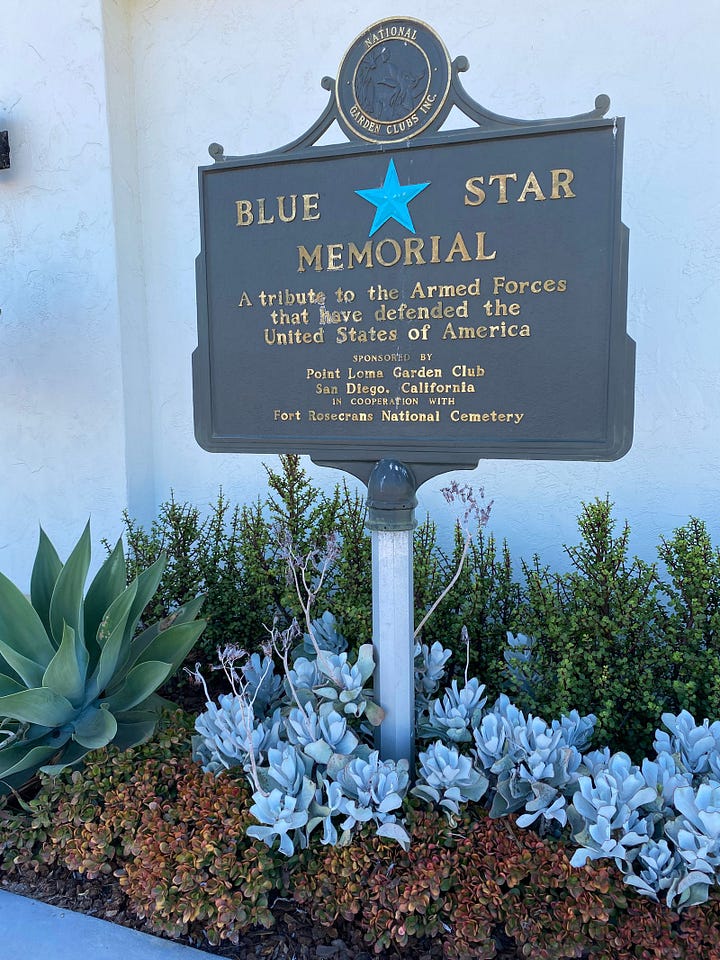 NATIONAL
GARDEN CLUBS INC.
BLUE STAR
MEMORIAL
A tribute to the Armed Forces
that have defended the
United States of America
SPONSORED BY
Point Loma Garden Club
San Diego, California
IN COOPERATION WITH
Fort Rosecrans National Cemetery